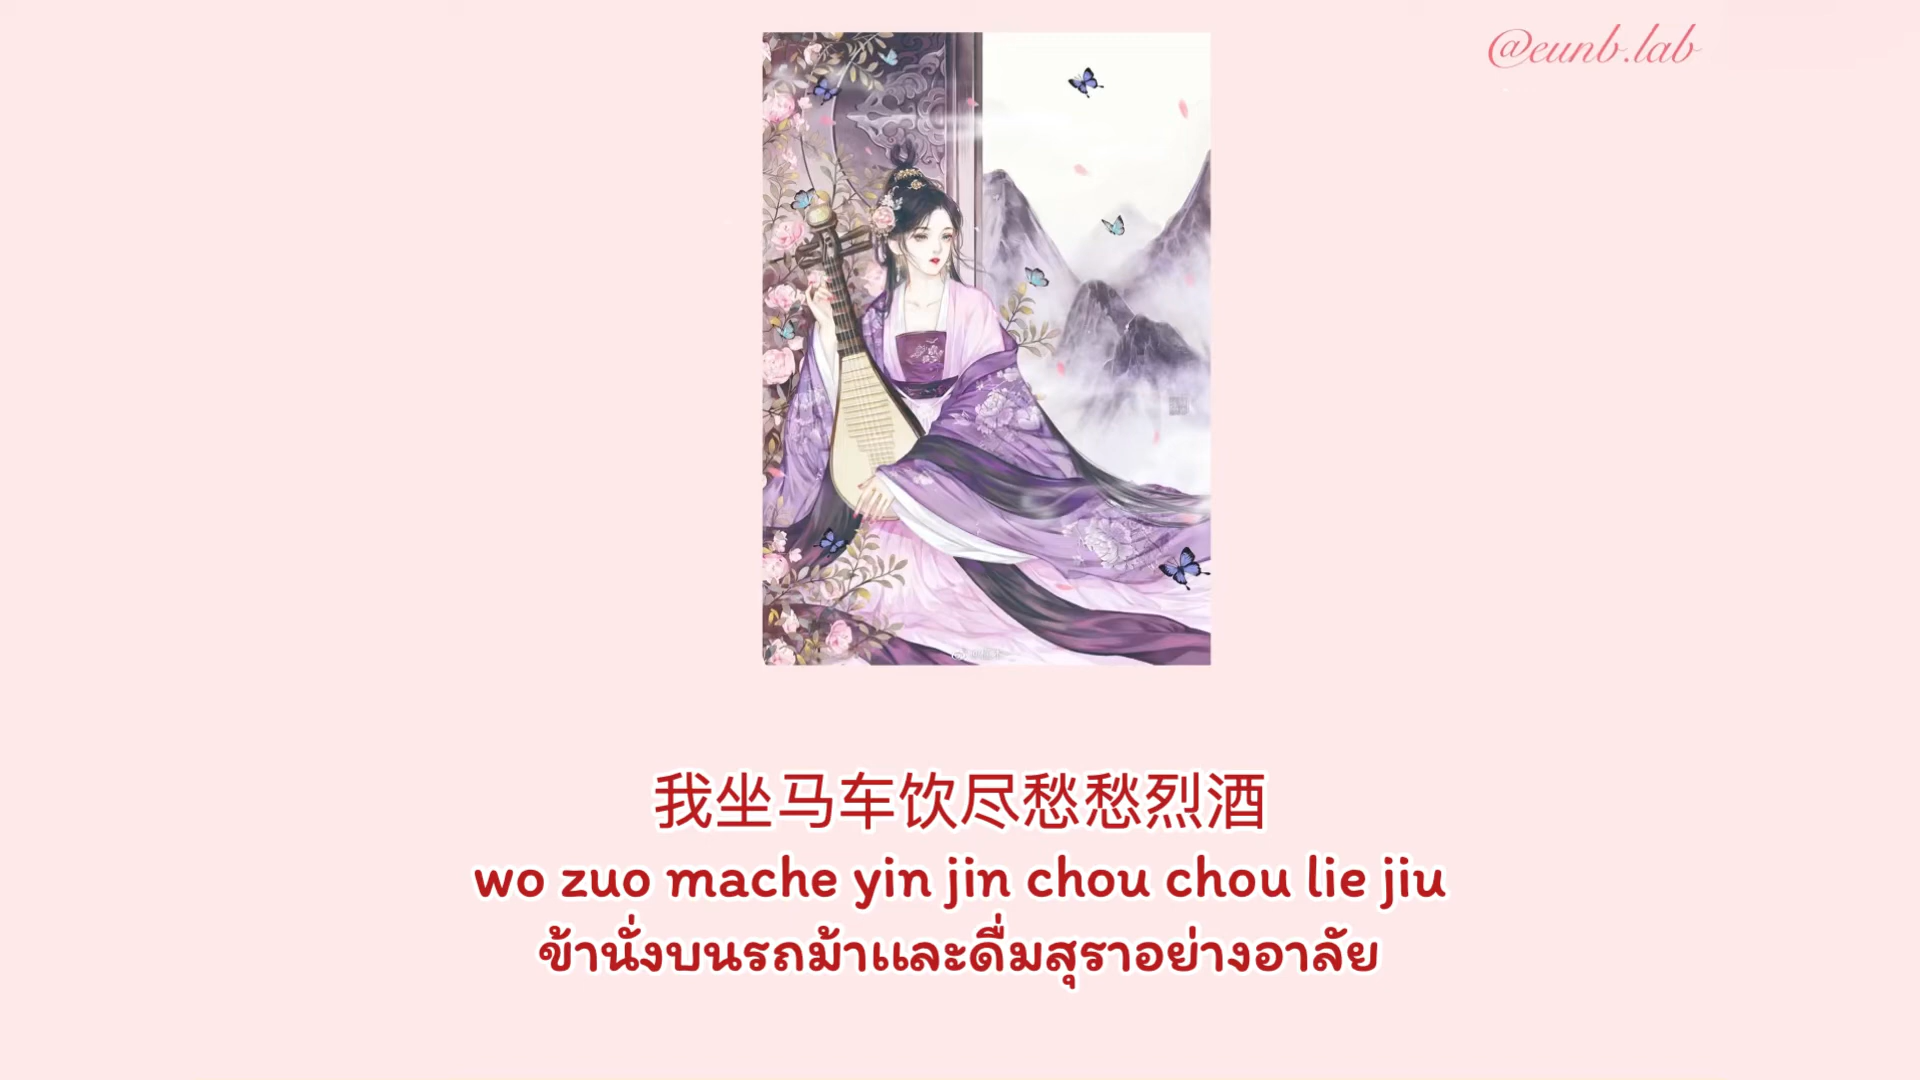 @eunb.lab
我坐马车饮尽愁愁烈酒
wo zuo mache yin jin chou chou lie jiu
ข้านั่งบนรถม้าและดื่มสุราอย่างอาลัย